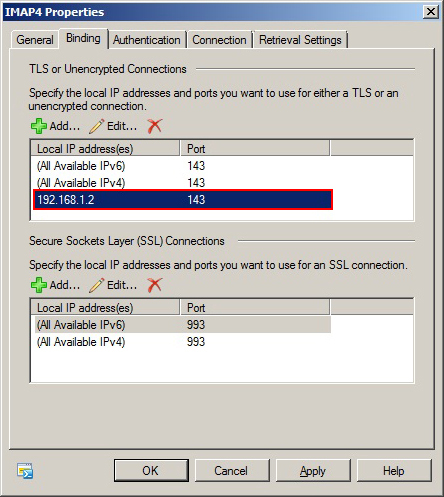 IMAP4 Properties
General Binding Authentication Connection Retrieval Settings
TLS or Unencrypted Connections
Specify the local IP addresses and ports you want to use for either a TLS or an
unencrypted connection.
Add... Edit...
Local IP address(es) Port
(All Available IPv6) 143
(All Available IPv4) 143
192.168.1.2 143
Secure Sockets Layer (SSL) Connections
Specify the local IP addresses and ports you want to use for an SSL connection.
Add... Edit...
Local IP address(es) Port
(All Available IPv6) 993
(All Available IPv4) 993
OK Cancel Apply Help